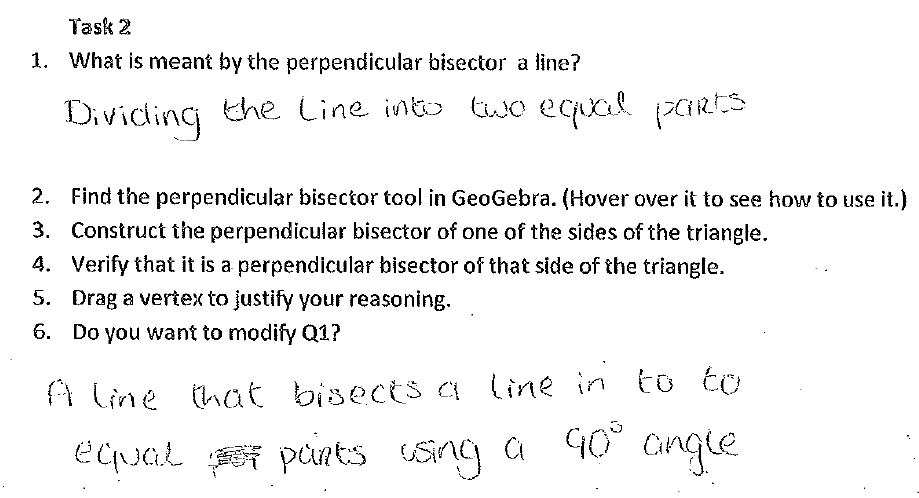 Task 2
1. What is meant by the perpendicular bisector a line?
Dividing the Line into two equal parts
2. Find the perpendicular bisector tool in GeoGebra. (Hover over it to see how to use it.)
3. Construct the perpendicular bisector of one of the sides of the triangle.
4. Verify that it is a perpendicular bisector of that side of the triangle.
5. Drag a vertex to justify your reasoning.
6. Do you want to modify Q1?
A line that bisects a line in to to
equal parts using a 90° angle